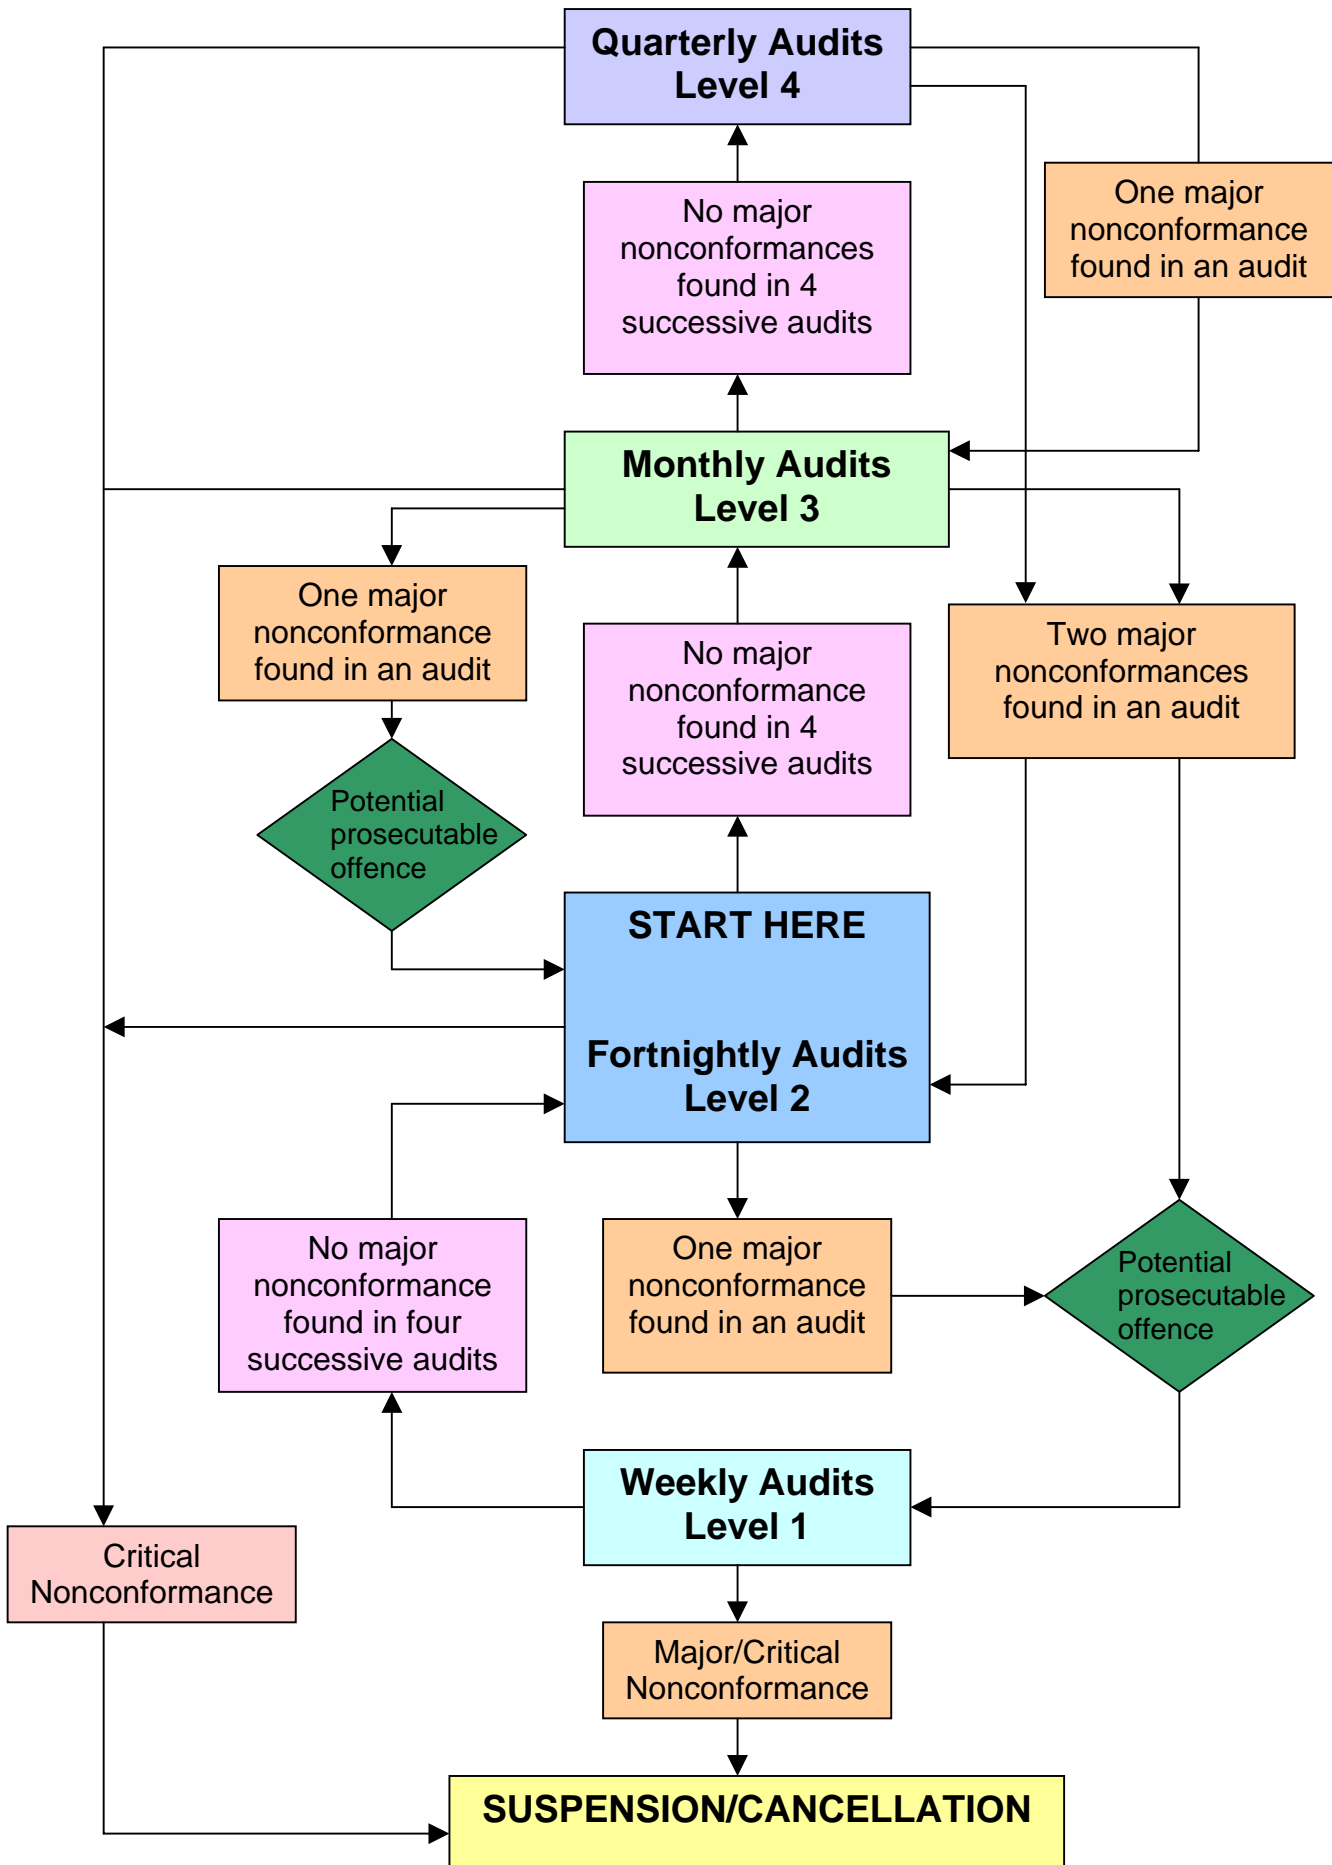 Quarterly Audits
Level 4
No major
nonconformances
found in 4
successive audits
One major
nonconformance
found in an audit
Monthly Audits
Level 3
One major
nonconformance
found in an audit
No major
nonconformance
found in 4
successive audits
Two major
nonconformances
found in an audit
Potential
prosecutable
offence
START HERE
Fortnightly Audits
Level 2
No major
nonconformance
found in four
successive audits
One major
nonconformance
found in an audit
Potential
prosecutable
offence
Weekly Audits
Level 1
Critical
Nonconformance
Major/Critical
Nonconformance
SUSPENSION/CANCELLATION